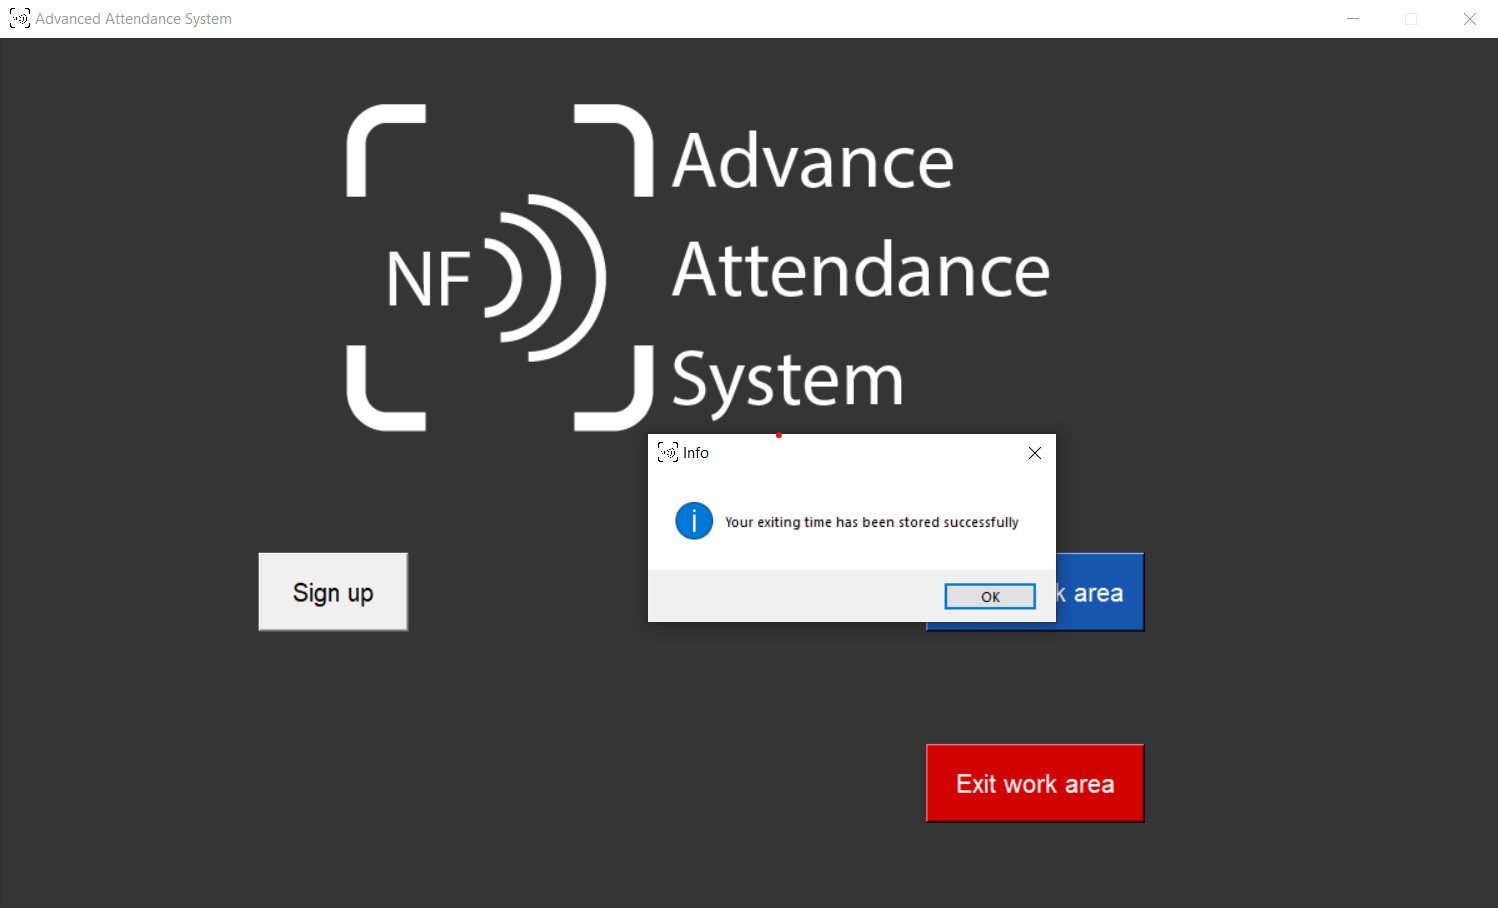 Advanced Attendance System
Advance
NF
Attendance
System
Info
Your exiting time has been stored successfully
OK
Sign up
k area
Exit work area